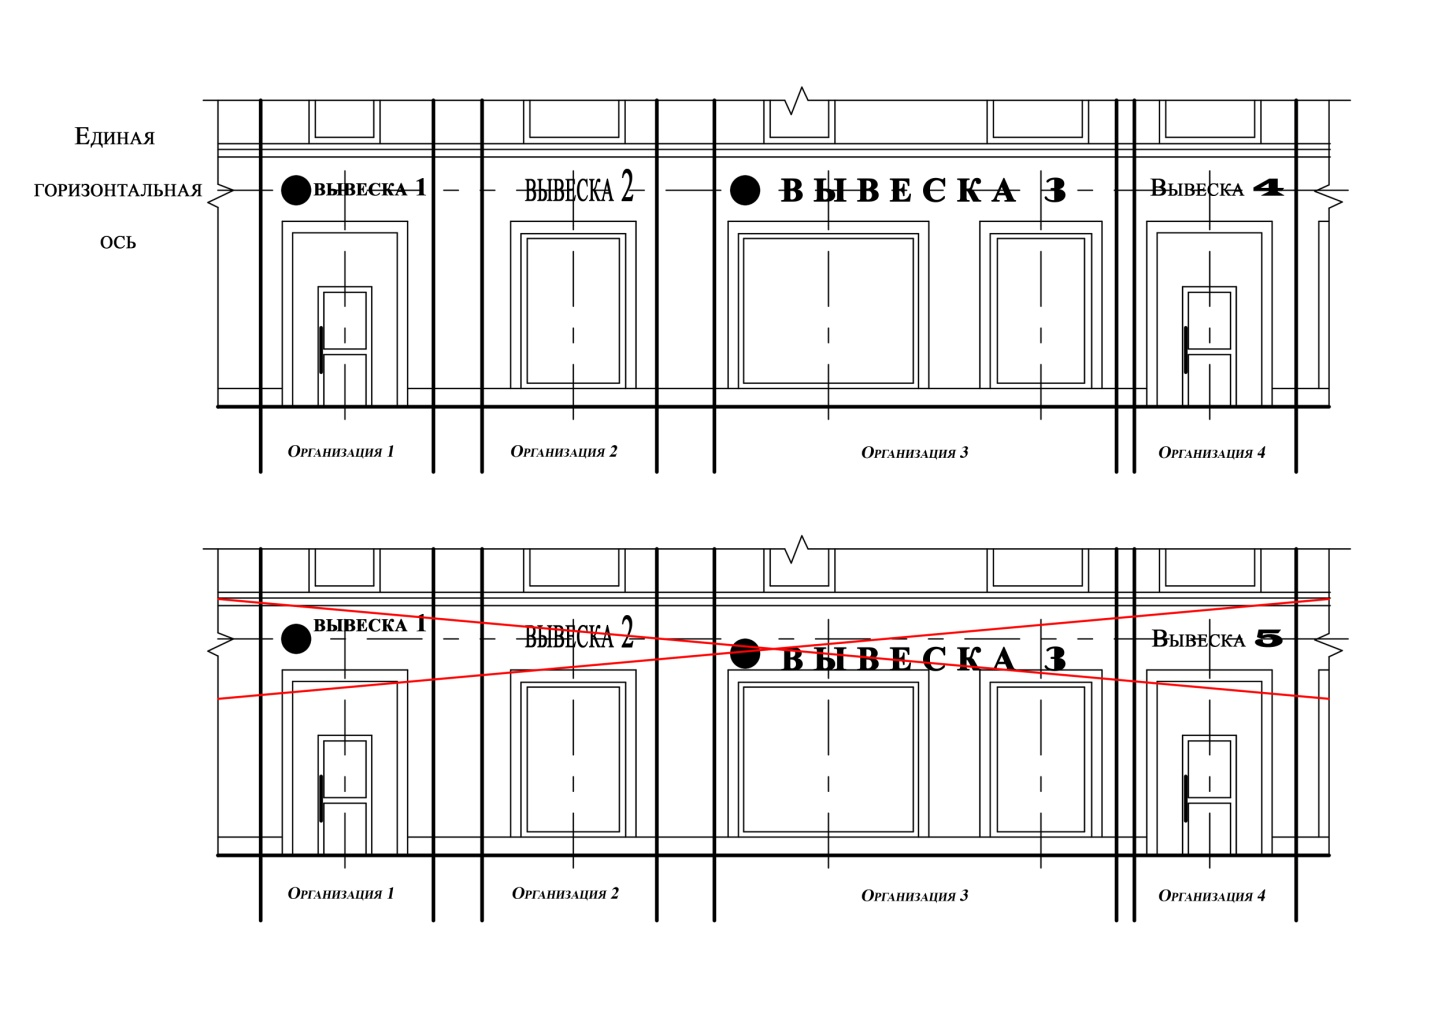 Единая
горизонтальная
ось
вывеска 1
вывеска 2
вывеска 3
Вывеска 4
Организация 1
Организация 2
Организация 3
Организация 4
вывеска 1
вывеска 2
вывеска 3
Вывеска 5
Организация 1
Организация 2
Организация 3
Организация 4